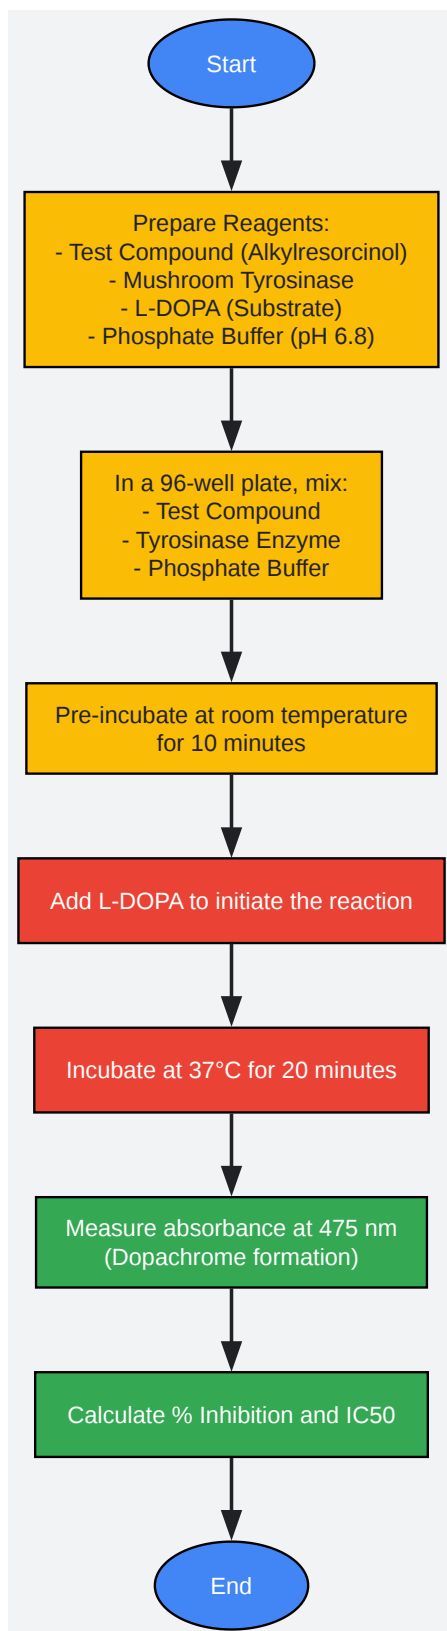 Start
Prepare Reagents:
- Test Compound (Alkylresorcinol)
- Mushroom Tyrosinase
- L-DOPA (Substrate)
- Phosphate Buffer (pH 6.8)
In a 96-well plate, mix:
- Test Compound
- Tyrosinase Enzyme
- Phosphate Buffer
Pre-incubate at room temperature
for 10 minutes
Add L-DOPA to initiate the reaction
Incubate at 37°C for 20 minutes
Measure absorbance at 475 nm
(Dopachrome formation)
Calculate % Inhibition and IC50
End